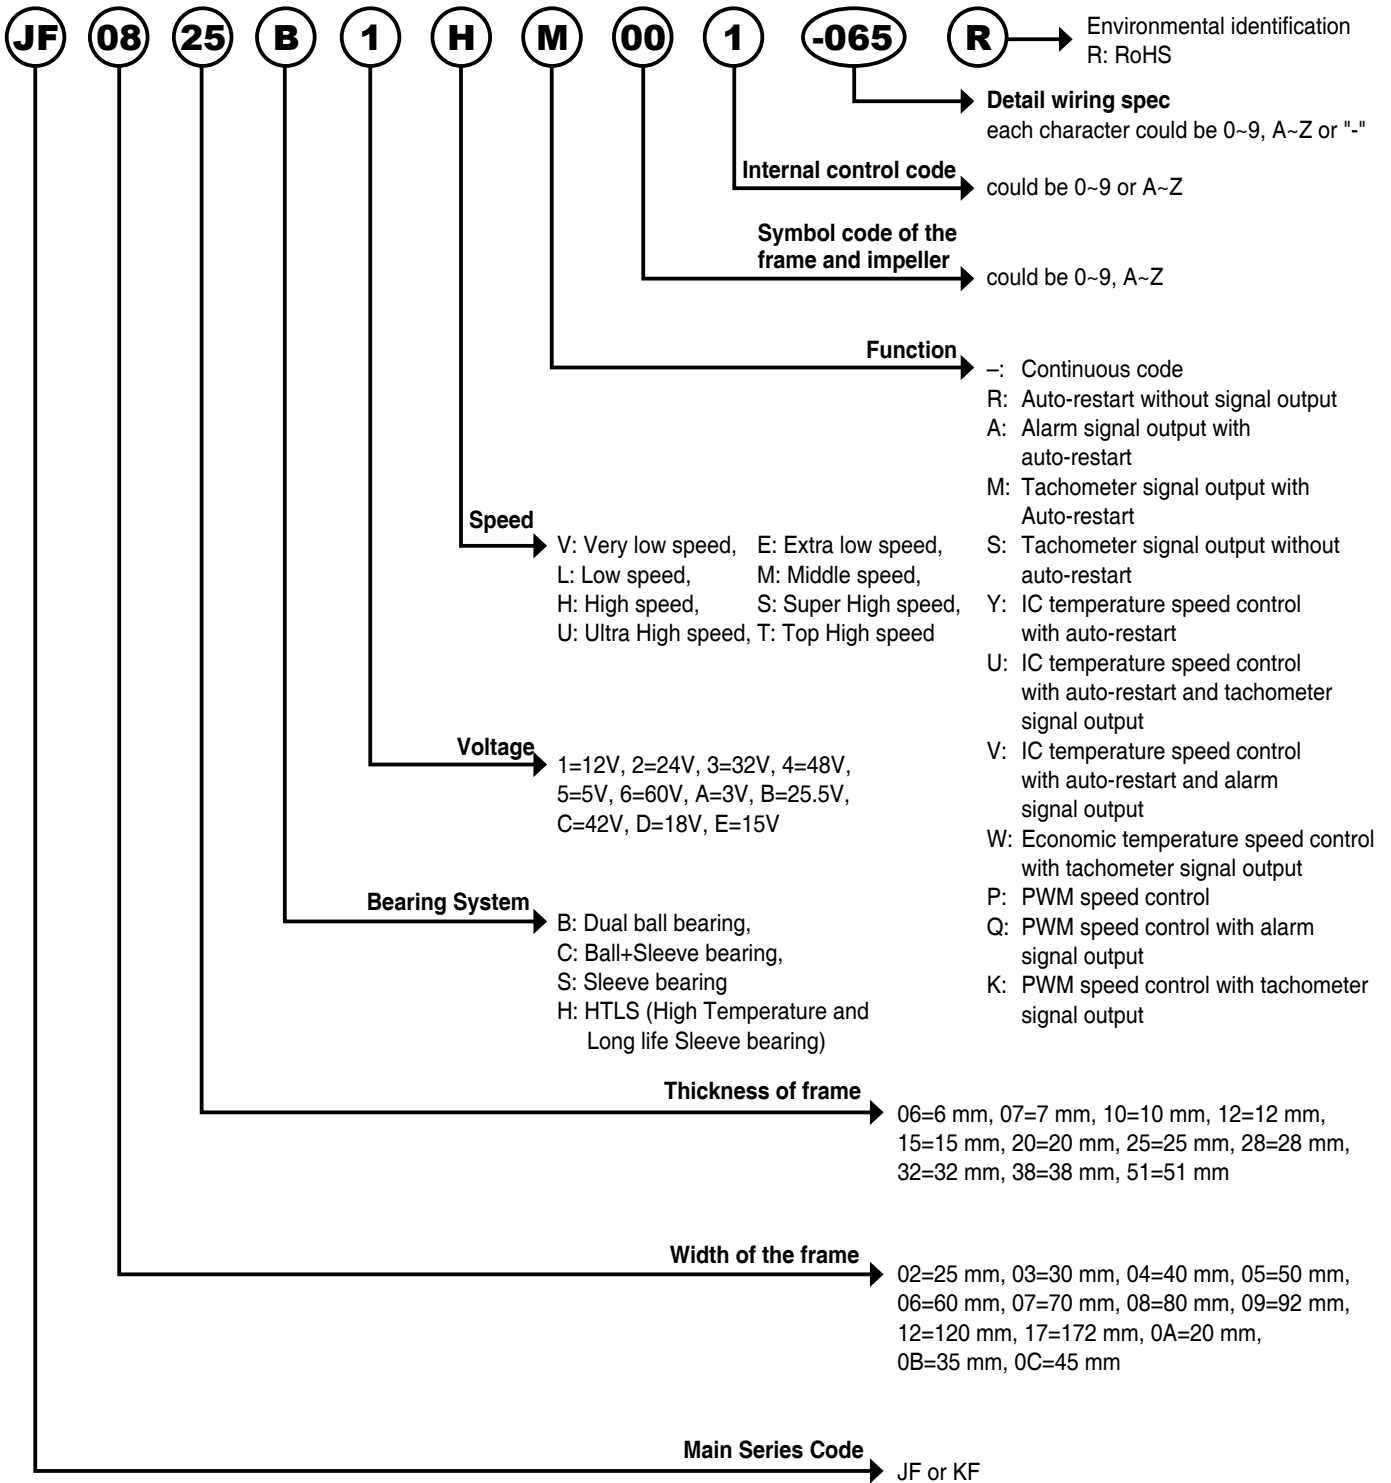 JF 08 25 B 1 H M 00 1 -065 R
Environmental identification
R: RoHS
Detail wiring spec
each character could be 0~9, A~Z or "-"
Internal control code
could be 0~9 or A~Z
Symbol code of the
frame and impeller
could be 0~9, A~Z
Function
–: Continuous code
R: Auto-restart without signal output
A: Alarm signal output with
auto-restart
M: Tachometer signal output with
Auto-restart
S: Tachometer signal output without
auto-restart
Y: IC temperature speed control
with auto-restart
U: IC temperature speed control
with auto-restart and tachometer
signal output
V: IC temperature speed control
with auto-restart and alarm
signal output
W: Economic temperature speed control
with tachometer signal output
P: PWM speed control
Q: PWM speed control with alarm
signal output
K: PWM speed control with tachometer
signal output
Speed
V: Very low speed, E: Extra low speed,
L: Low speed, M: Middle speed,
H: High speed, S: Super High speed,
U: Ultra High speed, T: Top High speed
Voltage
1=12V, 2=24V, 3=32V, 4=48V,
5=5V, 6=60V, A=3V, B=25.5V,
C=42V, D=18V, E=15V
Bearing System
B: Dual ball bearing,
C: Ball+Sleeve bearing,
S: Sleeve bearing
H: HTLS (High Temperature and
Long life Sleeve bearing)
Thickness of frame
06=6 mm, 07=7 mm, 10=10 mm, 12=12 mm,
15=15 mm, 20=20 mm, 25=25 mm, 28=28 mm,
32=32 mm, 38=38 mm, 51=51 mm
Width of the frame
02=25 mm, 03=30 mm, 04=40 mm, 05=50 mm,
06=60 mm, 07=70 mm, 08=80 mm, 09=92 mm,
12=120 mm, 17=172 mm, 0A=20 mm,
0B=35 mm, 0C=45 mm
Main Series Code
JF or KF